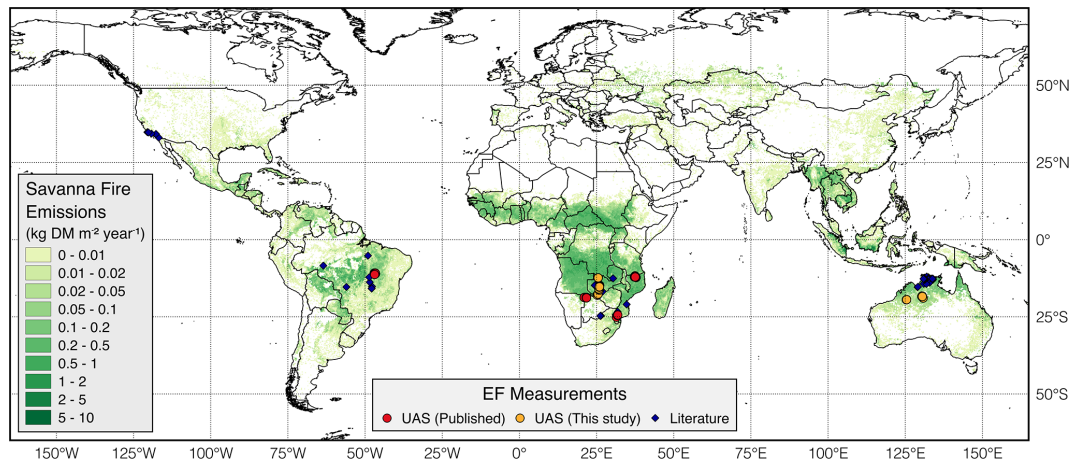 50°N
25°N
0°
25°S
50°S
Savanna Fire
Emissions
(kg DM m⁻² year⁻¹)
0 - 0.01
0.01 - 0.02
0.02 - 0.05
0.05 - 0.1
0.1 - 0.2
0.2 - 0.5
0.5 - 1
1 - 2
2 - 5
5 - 10
EF Measurements
UAS (Published) UAS (This study) Literature
150°W 125°W 100°W 75°W 50°W 25°W 0° 25°E 50°E 75°E 100°E 125°E 150°E